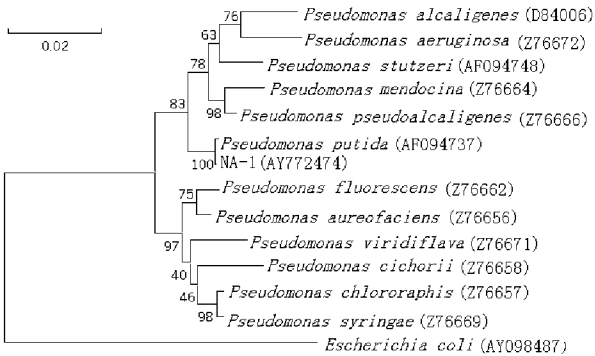 76
Pseudomonas alcaligenes (D84006)
63
Pseudomonas aeruginosa (Z76672)
0.02
78
Pseudomonas stutzeri (AF094748)
Pseudomonas mendocina (Z76664)
83
98
Pseudomonas pseudoalcaligenes (Z76666)
Pseudomonas putida (AF094737)
100
NA-1 (AY772474)
75
Pseudomonas fluorescens (Z76662)
Pseudomonas aureofaciens (Z76656)
97
Pseudomonas viridiflava (Z76671)
40
Pseudomonas cichorii (Z76658)
46
Pseudomonas chlororaphis (Z76657)
98
Pseudomonas syringae (Z76669)
Escherichia coli (AY098487)